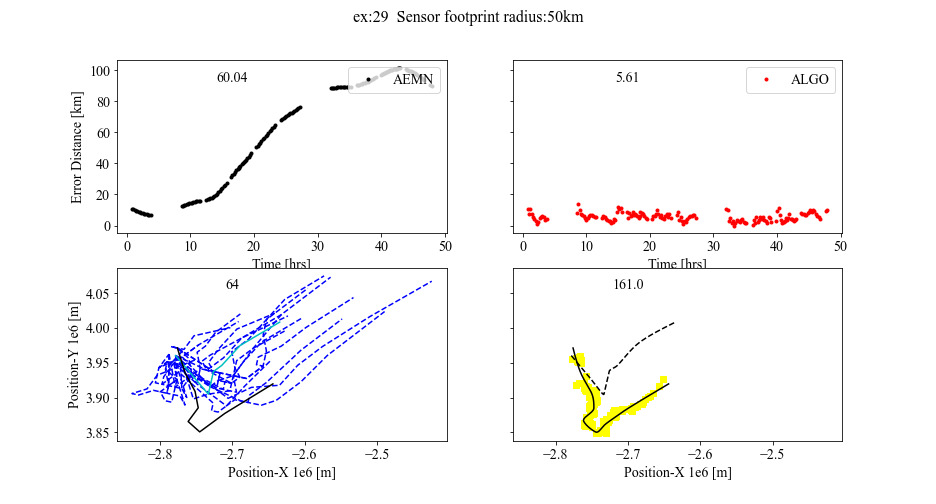 ex:29 Sensor footprint radius:50km
60.04
AEMN
100
80
60
40
20
0
Error Distance [km]
0 10 20 30 40 50
Time [hrs]
5.61
ALGO
0 10 20 30 40 50
Time [hrs]
64
4.05
4.00
3.95
3.90
3.85
Position-Y 1e6 [m]
−2.8 −2.7 −2.6 −2.5
Position-X 1e6 [m]
161.0
−2.8 −2.7 −2.6 −2.5
Position-X 1e6 [m]